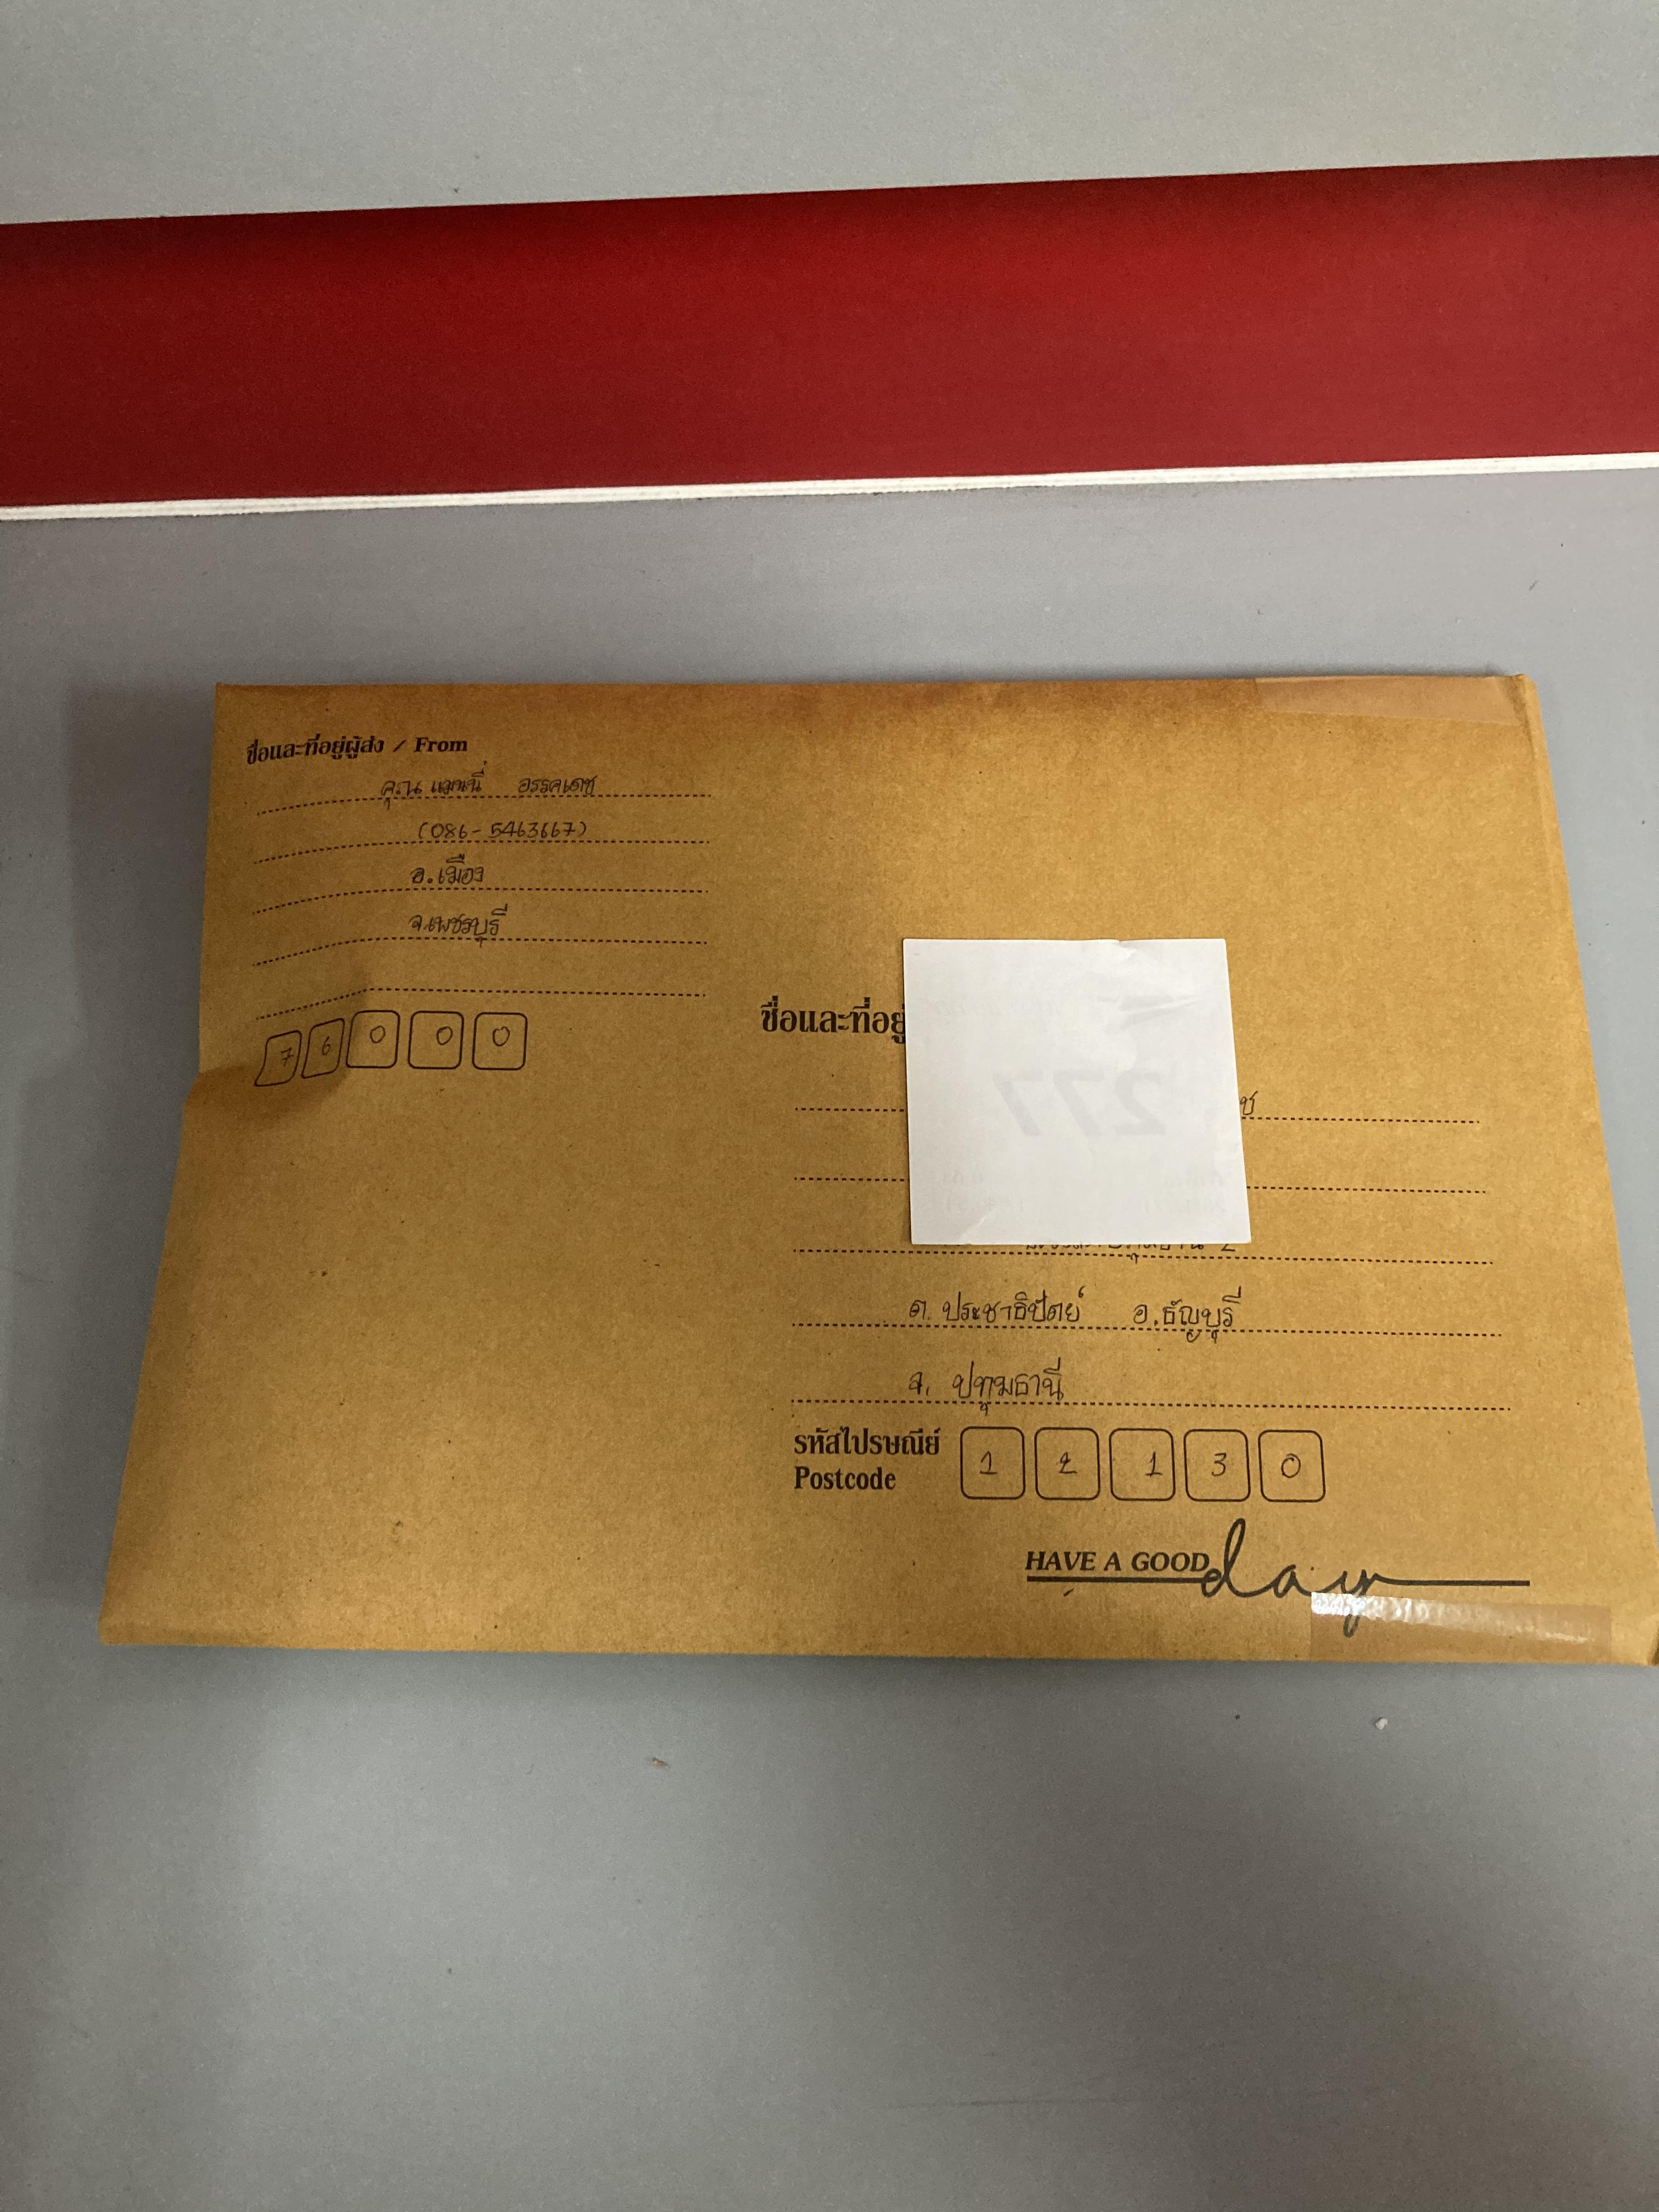 ชื่อและที่อยู่ผู้ส่ง / From
คุณ แมนนี่ อรรคเดช
(086-5463667)
อ.เมือง
จ.เพชรบุรี
76000
ชื่อและที่อยู่
277
ช
2
ต. ประชาธิปัตย์ อ.ธัญบุรี
จ. ปทุมธานี
รหัสไปรษณีย์
Postcode
12130
HAVE A GOOD day